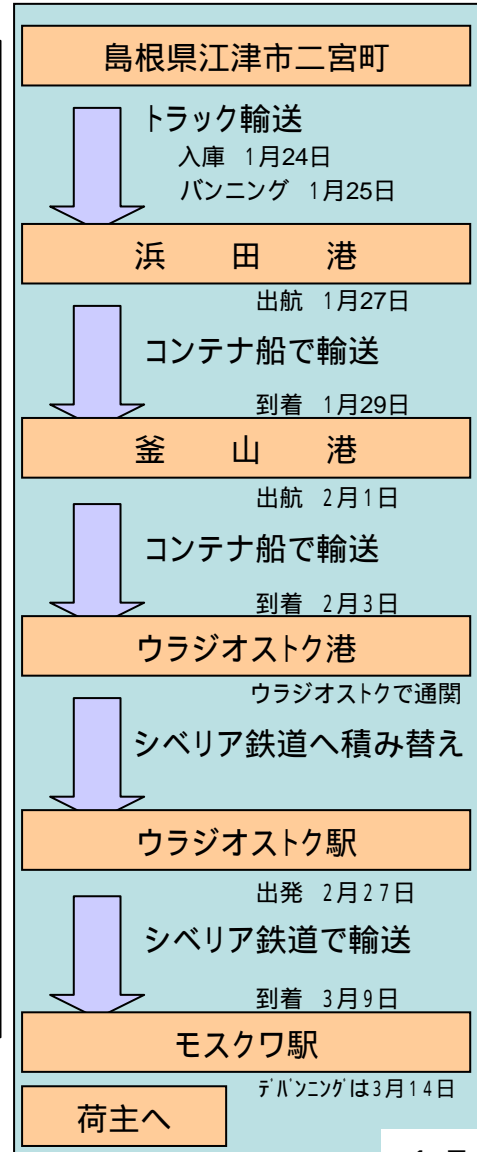 島根県江津市二宮町
トラック輸送
入庫 1月24日
バンニング 1月25日
浜 田 港
出航 1月27日
コンテナ船で輸送
到着 1月29日
釜 山 港
出航 2月1日
コンテナ船で輸送
到着 2月3日
ウラジオストク港
ウラジオストクで通関
シベリア鉄道へ積み替え
ウラジオストク駅
出発 2月27日
シベリア鉄道で輸送
到着 3月9日
モスクワ駅
デバンニングは3月14日
荷主へ